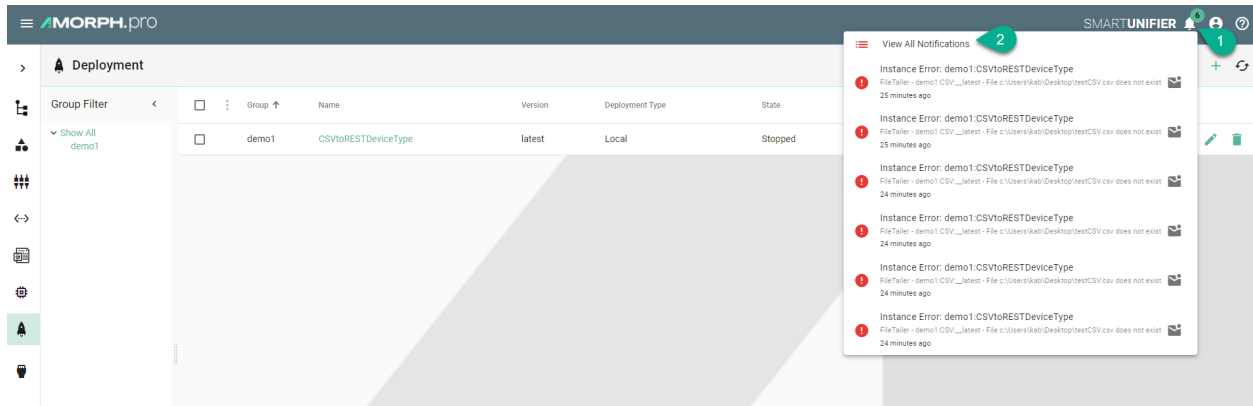 AMORPH.pro
SMARTUNIFIER
6
1
View All Notifications
2
Deployment
Group Filter
Show All
demo1
Group Name Version Deployment Type State
demo1 CSVtoRESTDeviceType latest Local Stopped
Instance Error: demo1:CSVtoRESTDeviceType
FileTailer - demo1:CSV:__latest - File c:\Users\kab\Desktop\testCSV.csv does not exist
25 minutes ago
Instance Error: demo1:CSVtoRESTDeviceType
FileTailer - demo1:CSV:__latest - File c:\Users\kab\Desktop\testCSV.csv does not exist
25 minutes ago
Instance Error: demo1:CSVtoRESTDeviceType
FileTailer - demo1:CSV:__latest - File c:\Users\kab\Desktop\testCSV.csv does not exist
24 minutes ago
Instance Error: demo1:CSVtoRESTDeviceType
FileTailer - demo1:CSV:__latest - File c:\Users\kab\Desktop\testCSV.csv does not exist
24 minutes ago
Instance Error: demo1:CSVtoRESTDeviceType
FileTailer - demo1:CSV:__latest - File c:\Users\kab\Desktop\testCSV.csv does not exist
24 minutes ago
Instance Error: demo1:CSVtoRESTDeviceType
FileTailer - demo1:CSV:__latest - File c:\Users\kab\Desktop\testCSV.csv does not exist
24 minutes ago